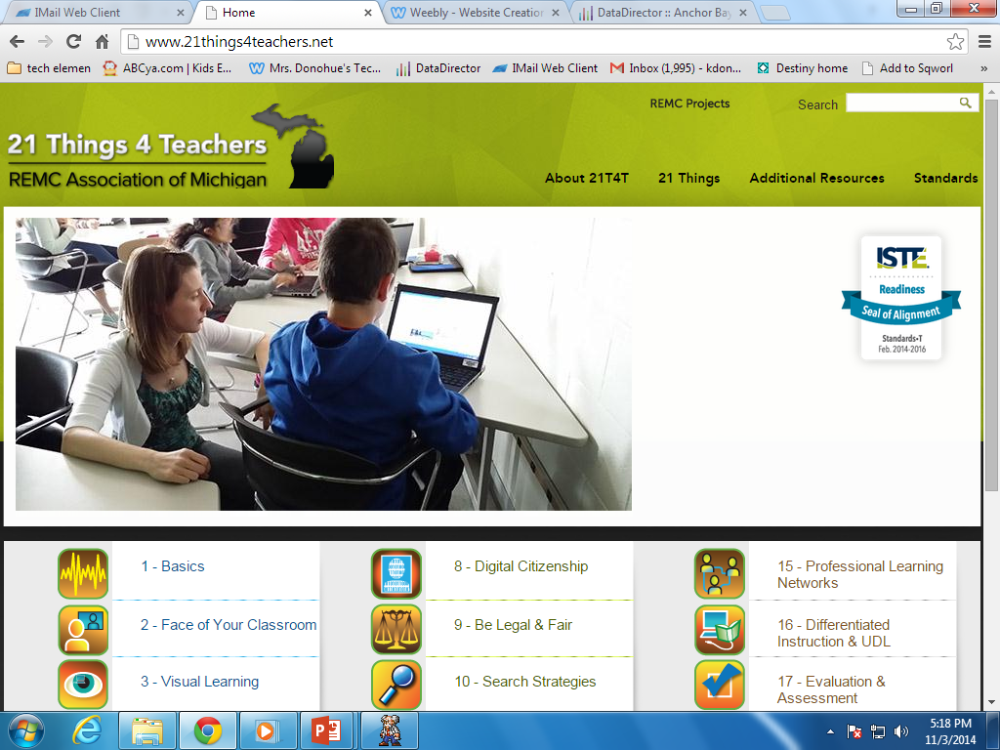 IMail Web Client
Home
Weebly - Website Creation
DataDirector :: Anchor Bay
www.21things4teachers.net
tech elemen
ABCya.com | Kids E...
Mrs. Donohue's Tec...
DataDirector
IMail Web Client
Inbox (1,995) - kdon...
Destiny home
Add to Sqworl
»
REMC Projects
Search
21 Things 4 Teachers
REMC Association of Michigan
About 21T4T
21 Things
Additional Resources
Standards
ISTE
Readiness
Seal of Alignment
Standards•T
Feb. 2014-2016
1 - Basics
8 - Digital Citizenship
15 - Professional Learning
Networks
2 - Face of Your Classroom
9 - Be Legal & Fair
16 - Differentiated
Instruction & UDL
3 - Visual Learning
10 - Search Strategies
17 - Evaluation &
Assessment
5:18 PM
11/3/2014